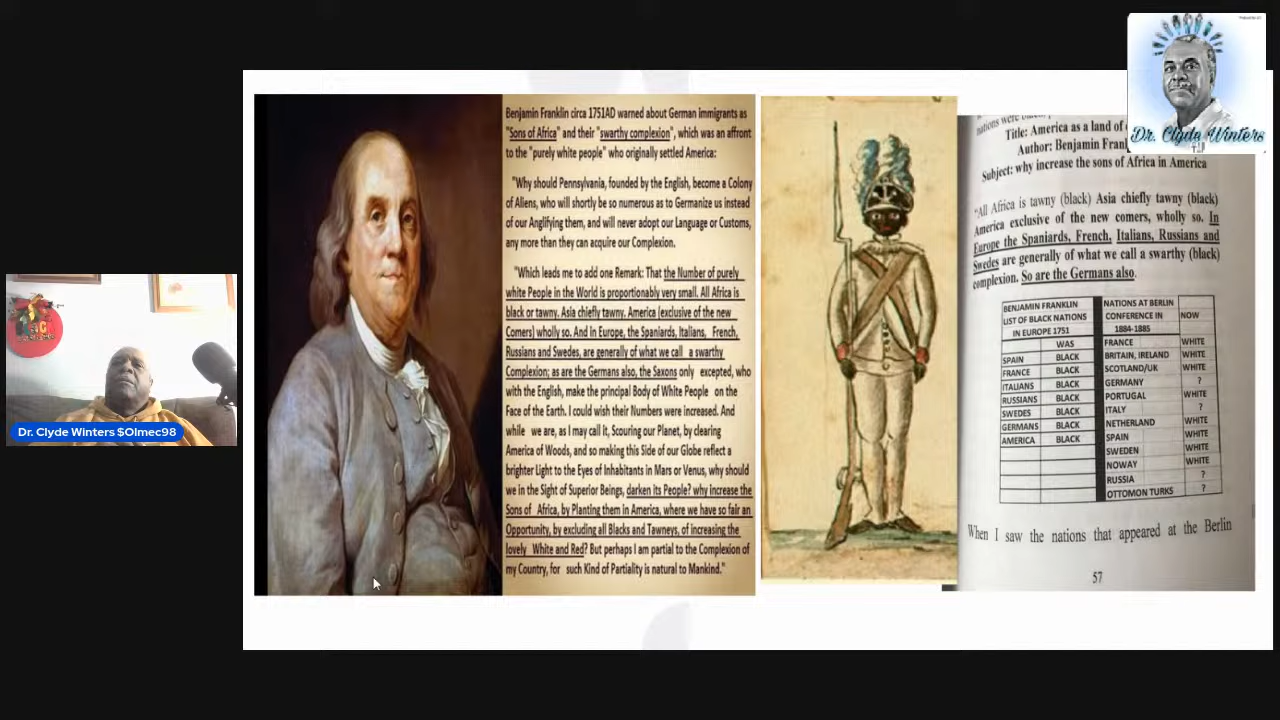 Benjamin Franklin circa 1751AD warned about German immigrants as
"Sons of Africa" and their "swarthy complexion", which was an affront
to the "purely white people" who originally settled America:
"Why should Pennsylvania, founded by the English, become a Colony
of Aliens, who will shortly be so numerous as to Germanize us instead
of our Anglifying them, and will never adopt our Language or Customs,
any more than they can acquire our Complexion.
"Which leads me to add one Remark: That the Number of purely
white People in the World is proportionably very small. All Africa is
black or tawny. Asia chiefly tawny. America (exclusive of the new
Comers) wholly so. And in Europe, the Spaniards, Italians, French,
Russians and Swedes, are generally of what we call a swarthy
Complexion; as are the Germans also, the Saxons only excepted, who
with the English, make the principal Body of White People on the
Face of the Earth. I could wish their Numbers were increased. And
while we are, as I may call it, Scouring our Planet, by clearing
America of Woods, and so making this Side of our Globe reflect a
brighter Light to the Eyes of Inhabitants in Mars or Venus, why should
we in the Sight of Superior Beings, darken its People? why increase the
Sons of Africa, by Planting them in America, where we have so fair an
Opportunity, by excluding all Blacks and Tawneys, of increasing the
lovely White and Red? But perhaps I am partial to the Complexion of
my Country, for such Kind of Partiality is natural to Mankind."
nations were
Title: America as a land of
Author: Benjamin
Subject: why increase the sons of Africa in America
"All Africa is tawny (black) Asia chiefly tawny (black)
America exclusive of the new comers, wholly so. In
Europe the Spaniards, French, Italians, Russians and
Swedes are generally of what we call a swarthy (black)
complexion. So are the Germans also.
BENJAMIN FRANKLIN
LIST OF BLACK NATIONS
IN EUROPE 1751
WAS
SPAIN BLACK
FRANCE BLACK
ITALIANS BLACK
RUSSIANS BLACK
SWEDES BLACK
GERMANS BLACK
AMERICA BLACK
NATIONS AT BERLIN
CONFERENCE IN
1884-1885
NOW
FRANCE WHITE
BRITAIN, IRELAND WHITE
SCOTLAND/UK WHITE
GERMANY ?
PORTUGAL WHITE
ITALY ?
NETHERLAND WHITE
SPAIN WHITE
SWEDEN WHITE
NOWAY WHITE
RUSSIA ?
OTTOMON TURKS ?
When I saw the nations that appeared at the Berlin
57
Dr. Clyde Winters
Dr. Clyde Winters $Olmec98